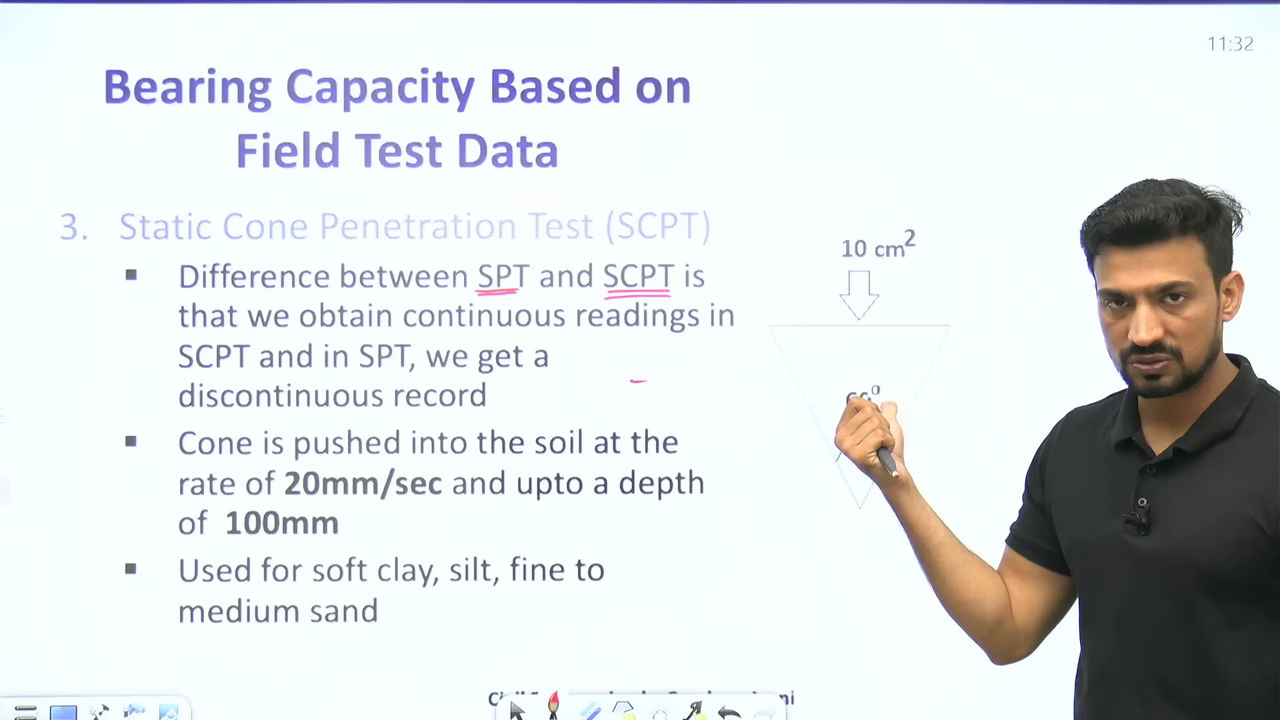 11:32
Bearing Capacity Based on
Field Test Data
3. Static Cone Penetration Test (SCPT)
▪ Difference between SPT and SCPT is
that we obtain continuous readings in
SCPT and in SPT, we get a
discontinuous record
▪ Cone is pushed into the soil at the
rate of 20mm/sec and upto a depth
of 100mm
▪ Used for soft clay, silt, fine to
medium sand
10 cm²